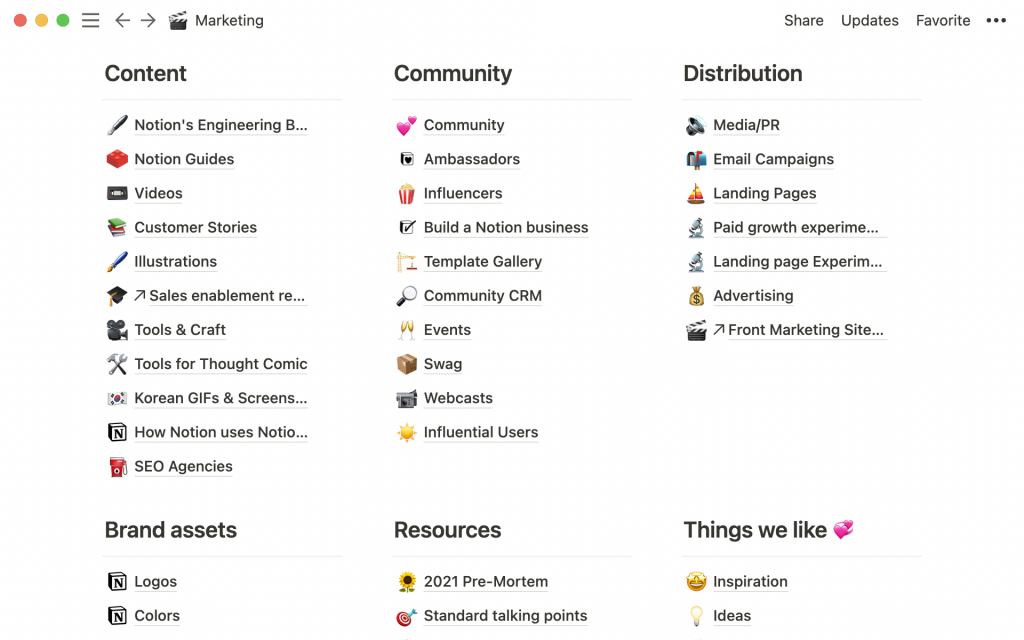 Marketing
Share Updates Favorite
Content
Notion's Engineering B...
Notion Guides
Videos
Customer Stories
Illustrations
↗Sales enablement re...
Tools & Craft
Tools for Thought Comic
Korean GIFs & Screens...
How Notion uses Notio...
SEO Agencies
Community
Community
Ambassadors
Influencers
Build a Notion business
Template Gallery
Community CRM
Events
Swag
Webcasts
Influential Users
Distribution
Media/PR
Email Campaigns
Landing Pages
Paid growth experime...
Landing page Experim...
Advertising
↗Front Marketing Site...
Brand assets
Logos
Colors
Resources
2021 Pre-Mortem
Standard talking points
Things we like 💞
Inspiration
Ideas